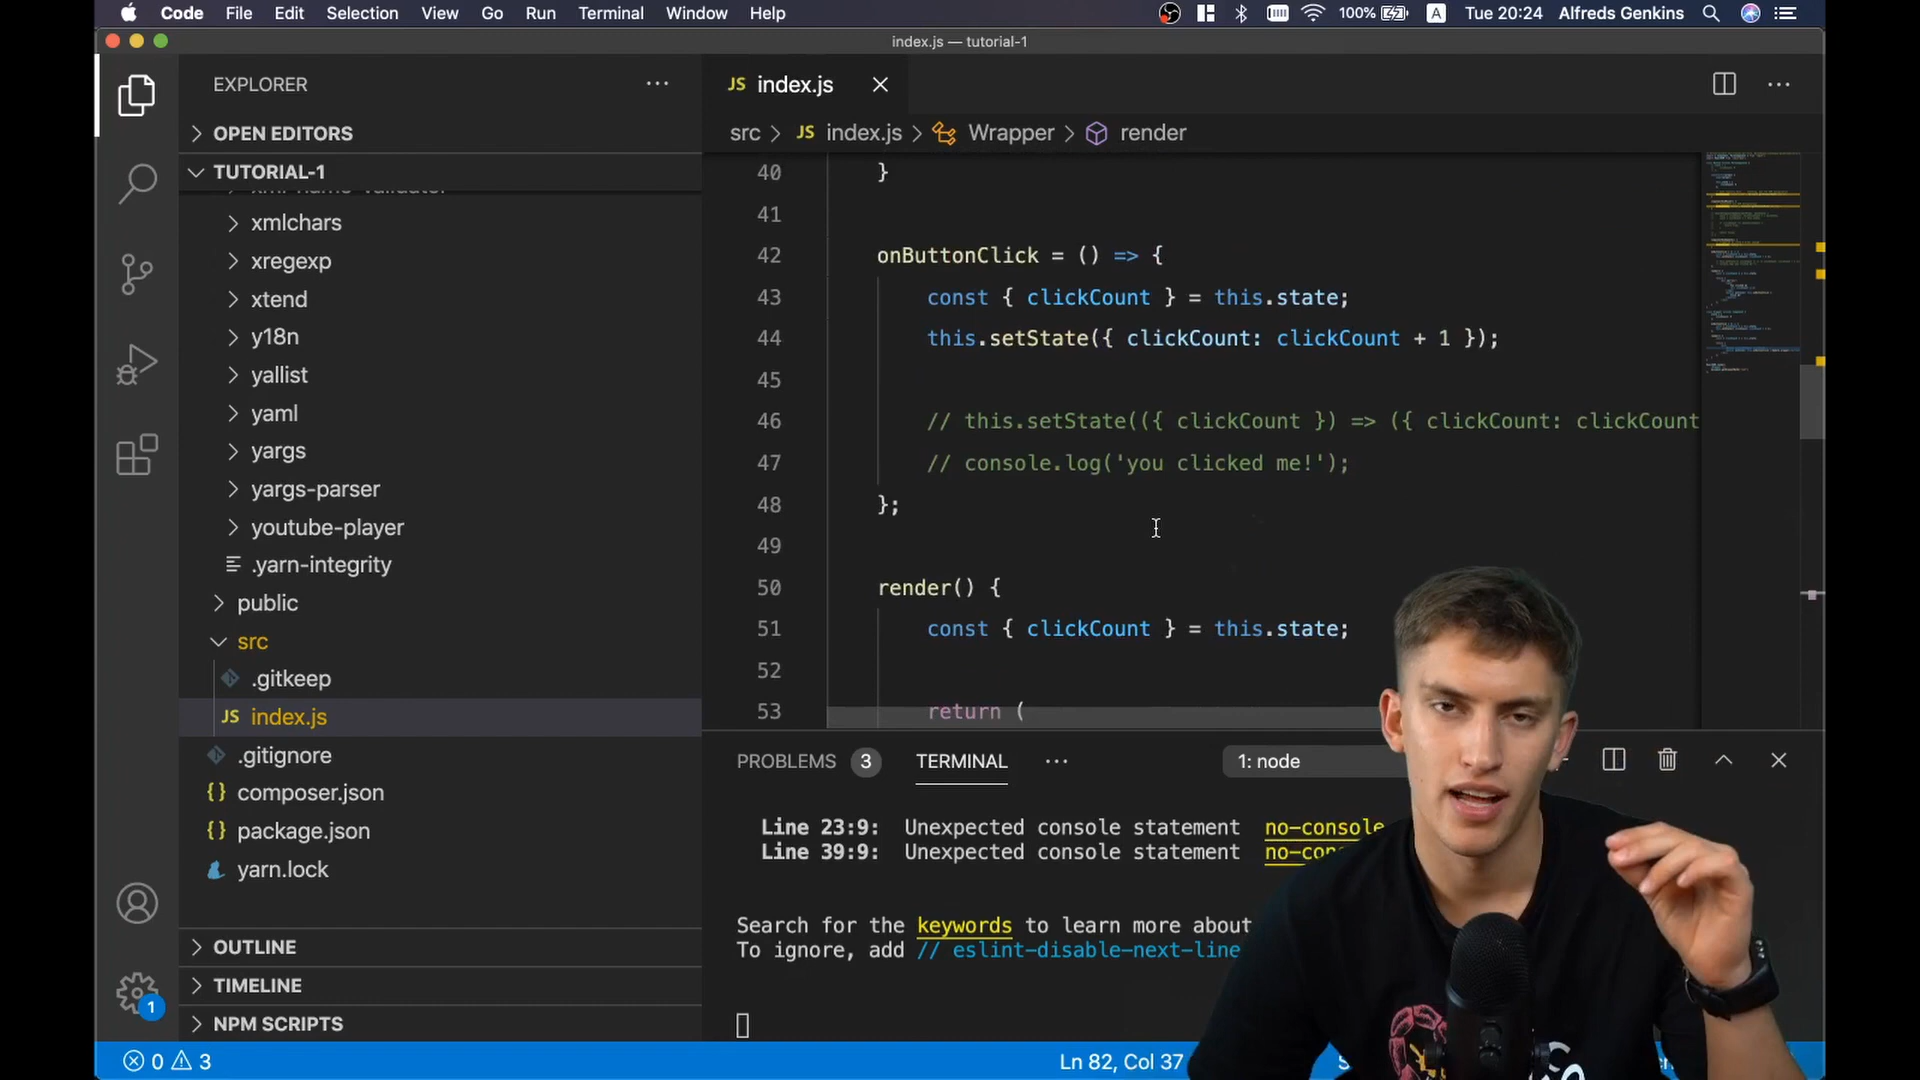 Code File Edit Selection View Go Run Terminal Window Help
100% A Tue 20:24 Alfreds Genkins
index.js — tutorial-1
EXPLORER
OPEN EDITORS
TUTORIAL-1
xmlchars
xregexp
xtend
y18n
yallist
yaml
yargs
yargs-parser
youtube-player
.yarn-integrity
public
src
.gitkeep
JS index.js
.gitignore
{} composer.json
{} package.json
yarn.lock
OUTLINE
TIMELINE
NPM SCRIPTS
1
JS index.js
src > JS index.js > Wrapper > render
40 }
41
42 onButtonClick = () => {
43 const { clickCount } = this.state;
44 this.setState({ clickCount: clickCount + 1 });
45
46 // this.setState(({ clickCount }) => ({ clickCount: clickCount
47 // console.log('you clicked me!');
48 };
49
50 render() {
51 const { clickCount } = this.state;
52
53 return (
PROBLEMS 3 TERMINAL 1: node
Line 23:9: Unexpected console statement no-console
Line 39:9: Unexpected console statement
Search for the keywords to learn more about
To ignore, add // eslint-disable-next-line
0 3 Ln 82, Col 37